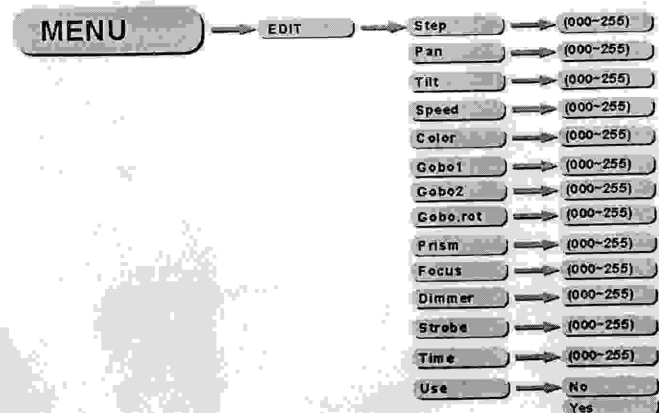 MENU EDIT Step (000~255)
Pan (000~255)
Tilt (000~255)
Speed (000~255)
Color (000~255)
Gobo1 (000~255)
Gobo2 (000~255)
Gobo.rot (000~255)
Prism (000~255)
Focus (000~255)
Dimmer (000~255)
Strobe (000~255)
Time (000~255)
Use No
Yes